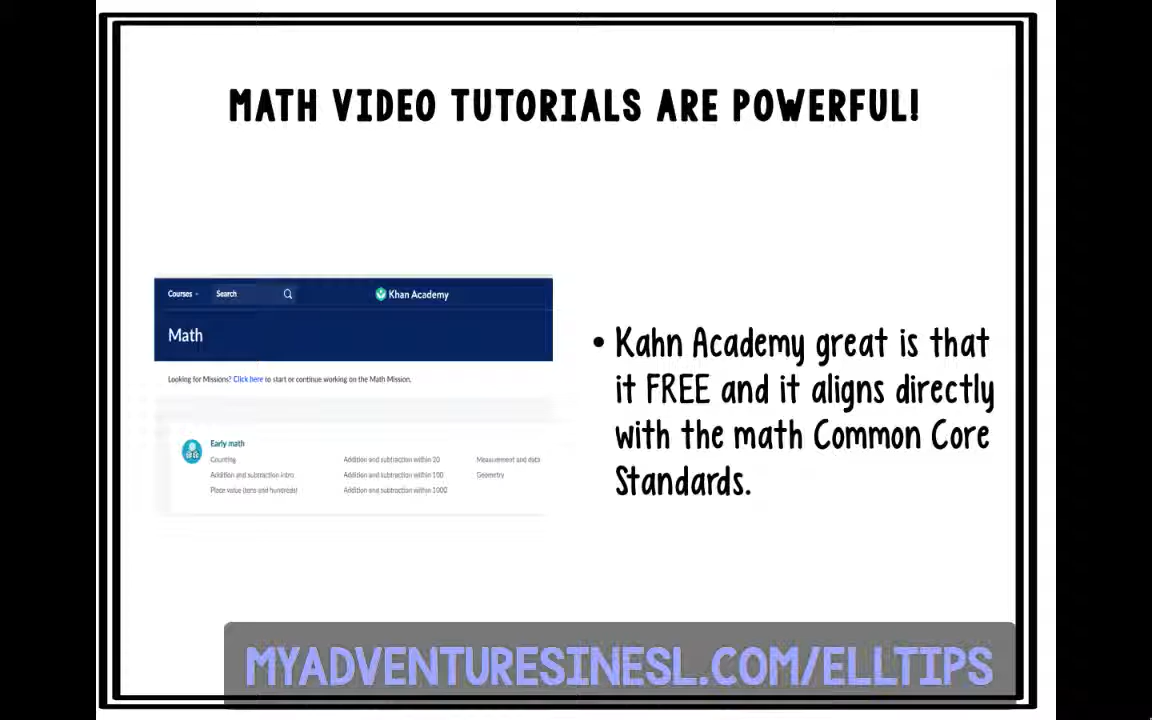 MATH VIDEO TUTORIALS ARE POWERFUL!
Courses Search Khan Academy
Math
Looking for Missions? Click here to start or continue working on the Math Mission.
Early math
Counting Addition and subtraction within 20 Measurement and data
Addition and subtraction intro Addition and subtraction within 100 Geometry
Place value (tens and hundreds) Addition and subtraction within 1000
• Kahn Academy great is that
it FREE and it aligns directly
with the math Common Core
Standards.
MYADVENTURESINESL.COM/ELLTIPS